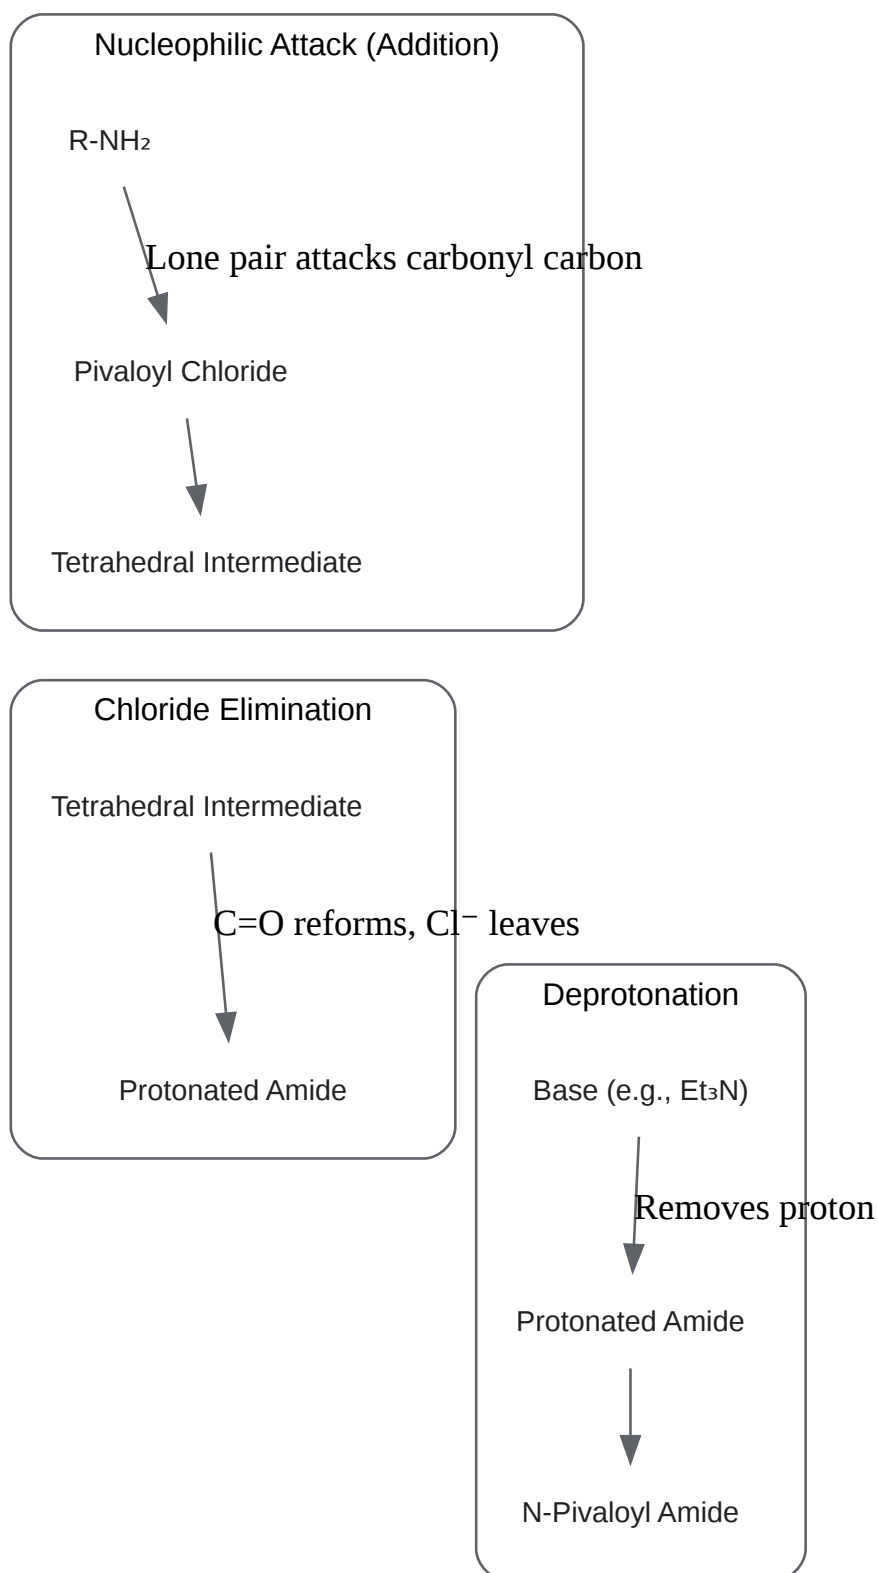 Nucleophilic Attack (Addition)
R-NH₂
Lone pair attacks carbonyl carbon
Pivaloyl Chloride
Tetrahedral Intermediate
Chloride Elimination
Tetrahedral Intermediate
C=O reforms, Cl⁻ leaves
Protonated Amide
Deprotonation
Base (e.g., Et₃N)
Removes proton
Protonated Amide
N-Pivaloyl Amide